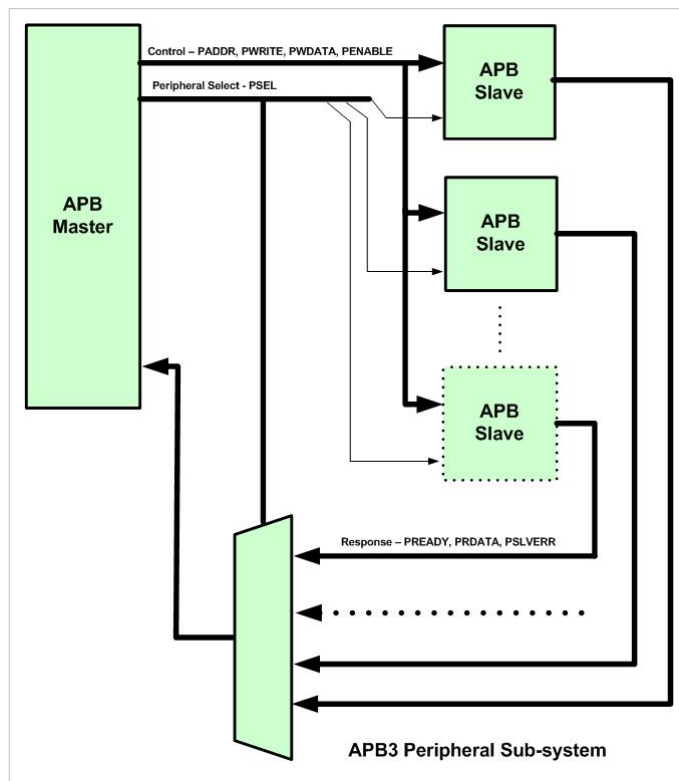 Control – PADDR, PWRITE, PWDATA, PENABLE
Peripheral Select - PSEL
APB
Master
APB
Slave
APB
Slave
APB
Slave
Response – PREADY, PRDATA, PSLVERR
APB3 Peripheral Sub-system